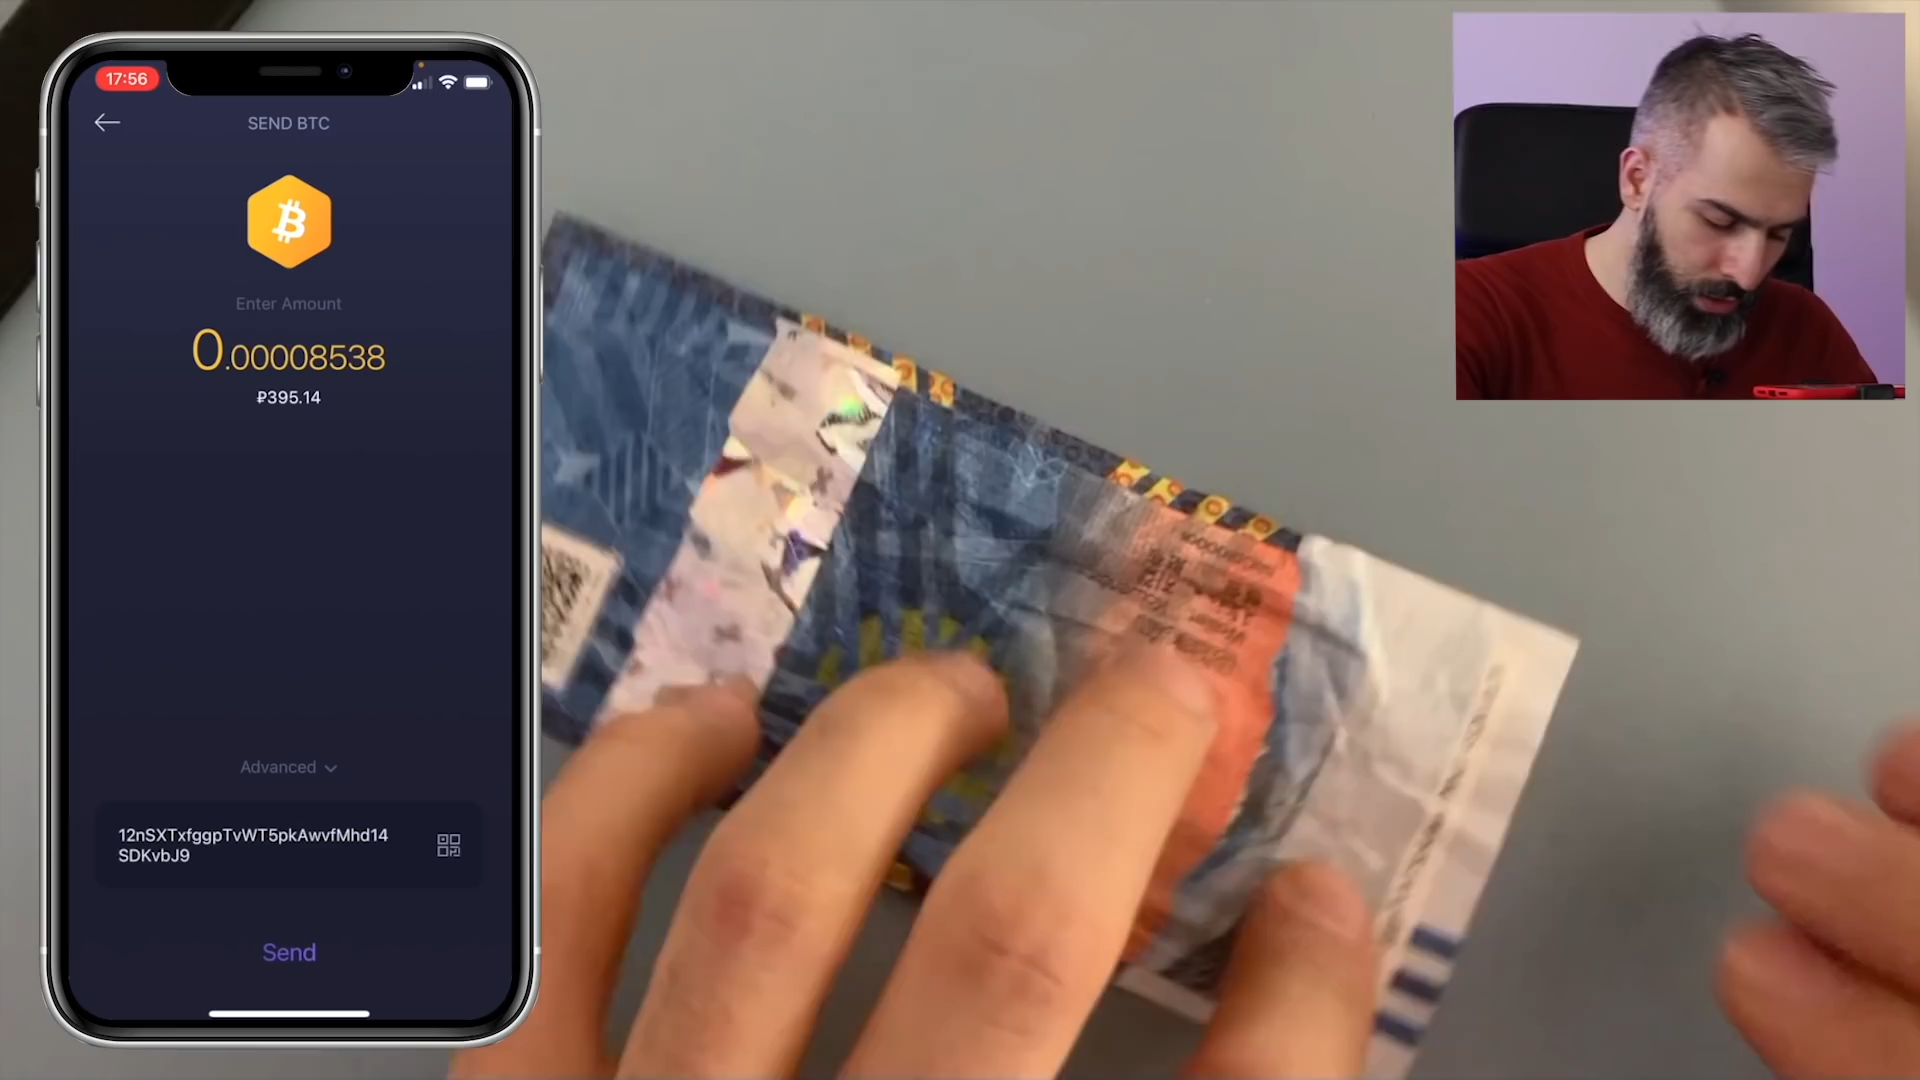 17:56
SEND BTC
Enter Amount
0.00008538
₽395.14
Advanced
12nSXTxfggpTvWT5pkAwvfMhd14
SDKvbJ9
Send